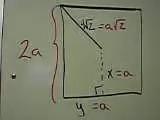 √2 = a√2
2a
x = a
y = a